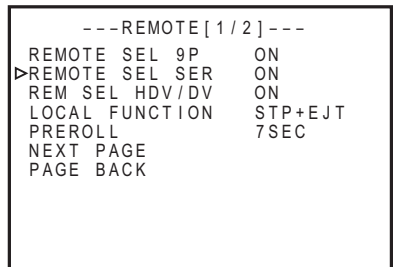 ---REMOTE[1/2]---
REMOTE SEL 9P ON
REMOTE SEL SER ON
REM SEL HDV/DV ON
LOCAL FUNCTION STP+EJT
PREROLL 7SEC
NEXT PAGE
PAGE BACK